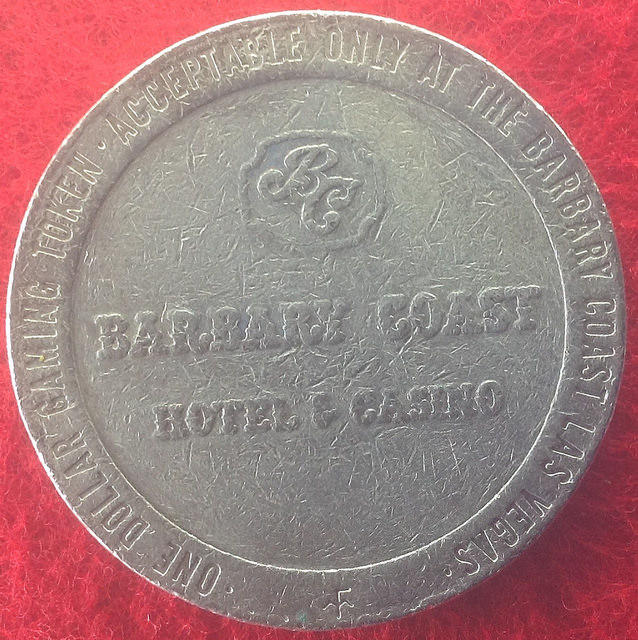 ONE DOLLAR GAMING TOKEN · ACCEPTABLE ONLY AT THE BARBARY COAST LAS VEGAS ·
BC
BARBARY COAST
HOTEL & CASINO